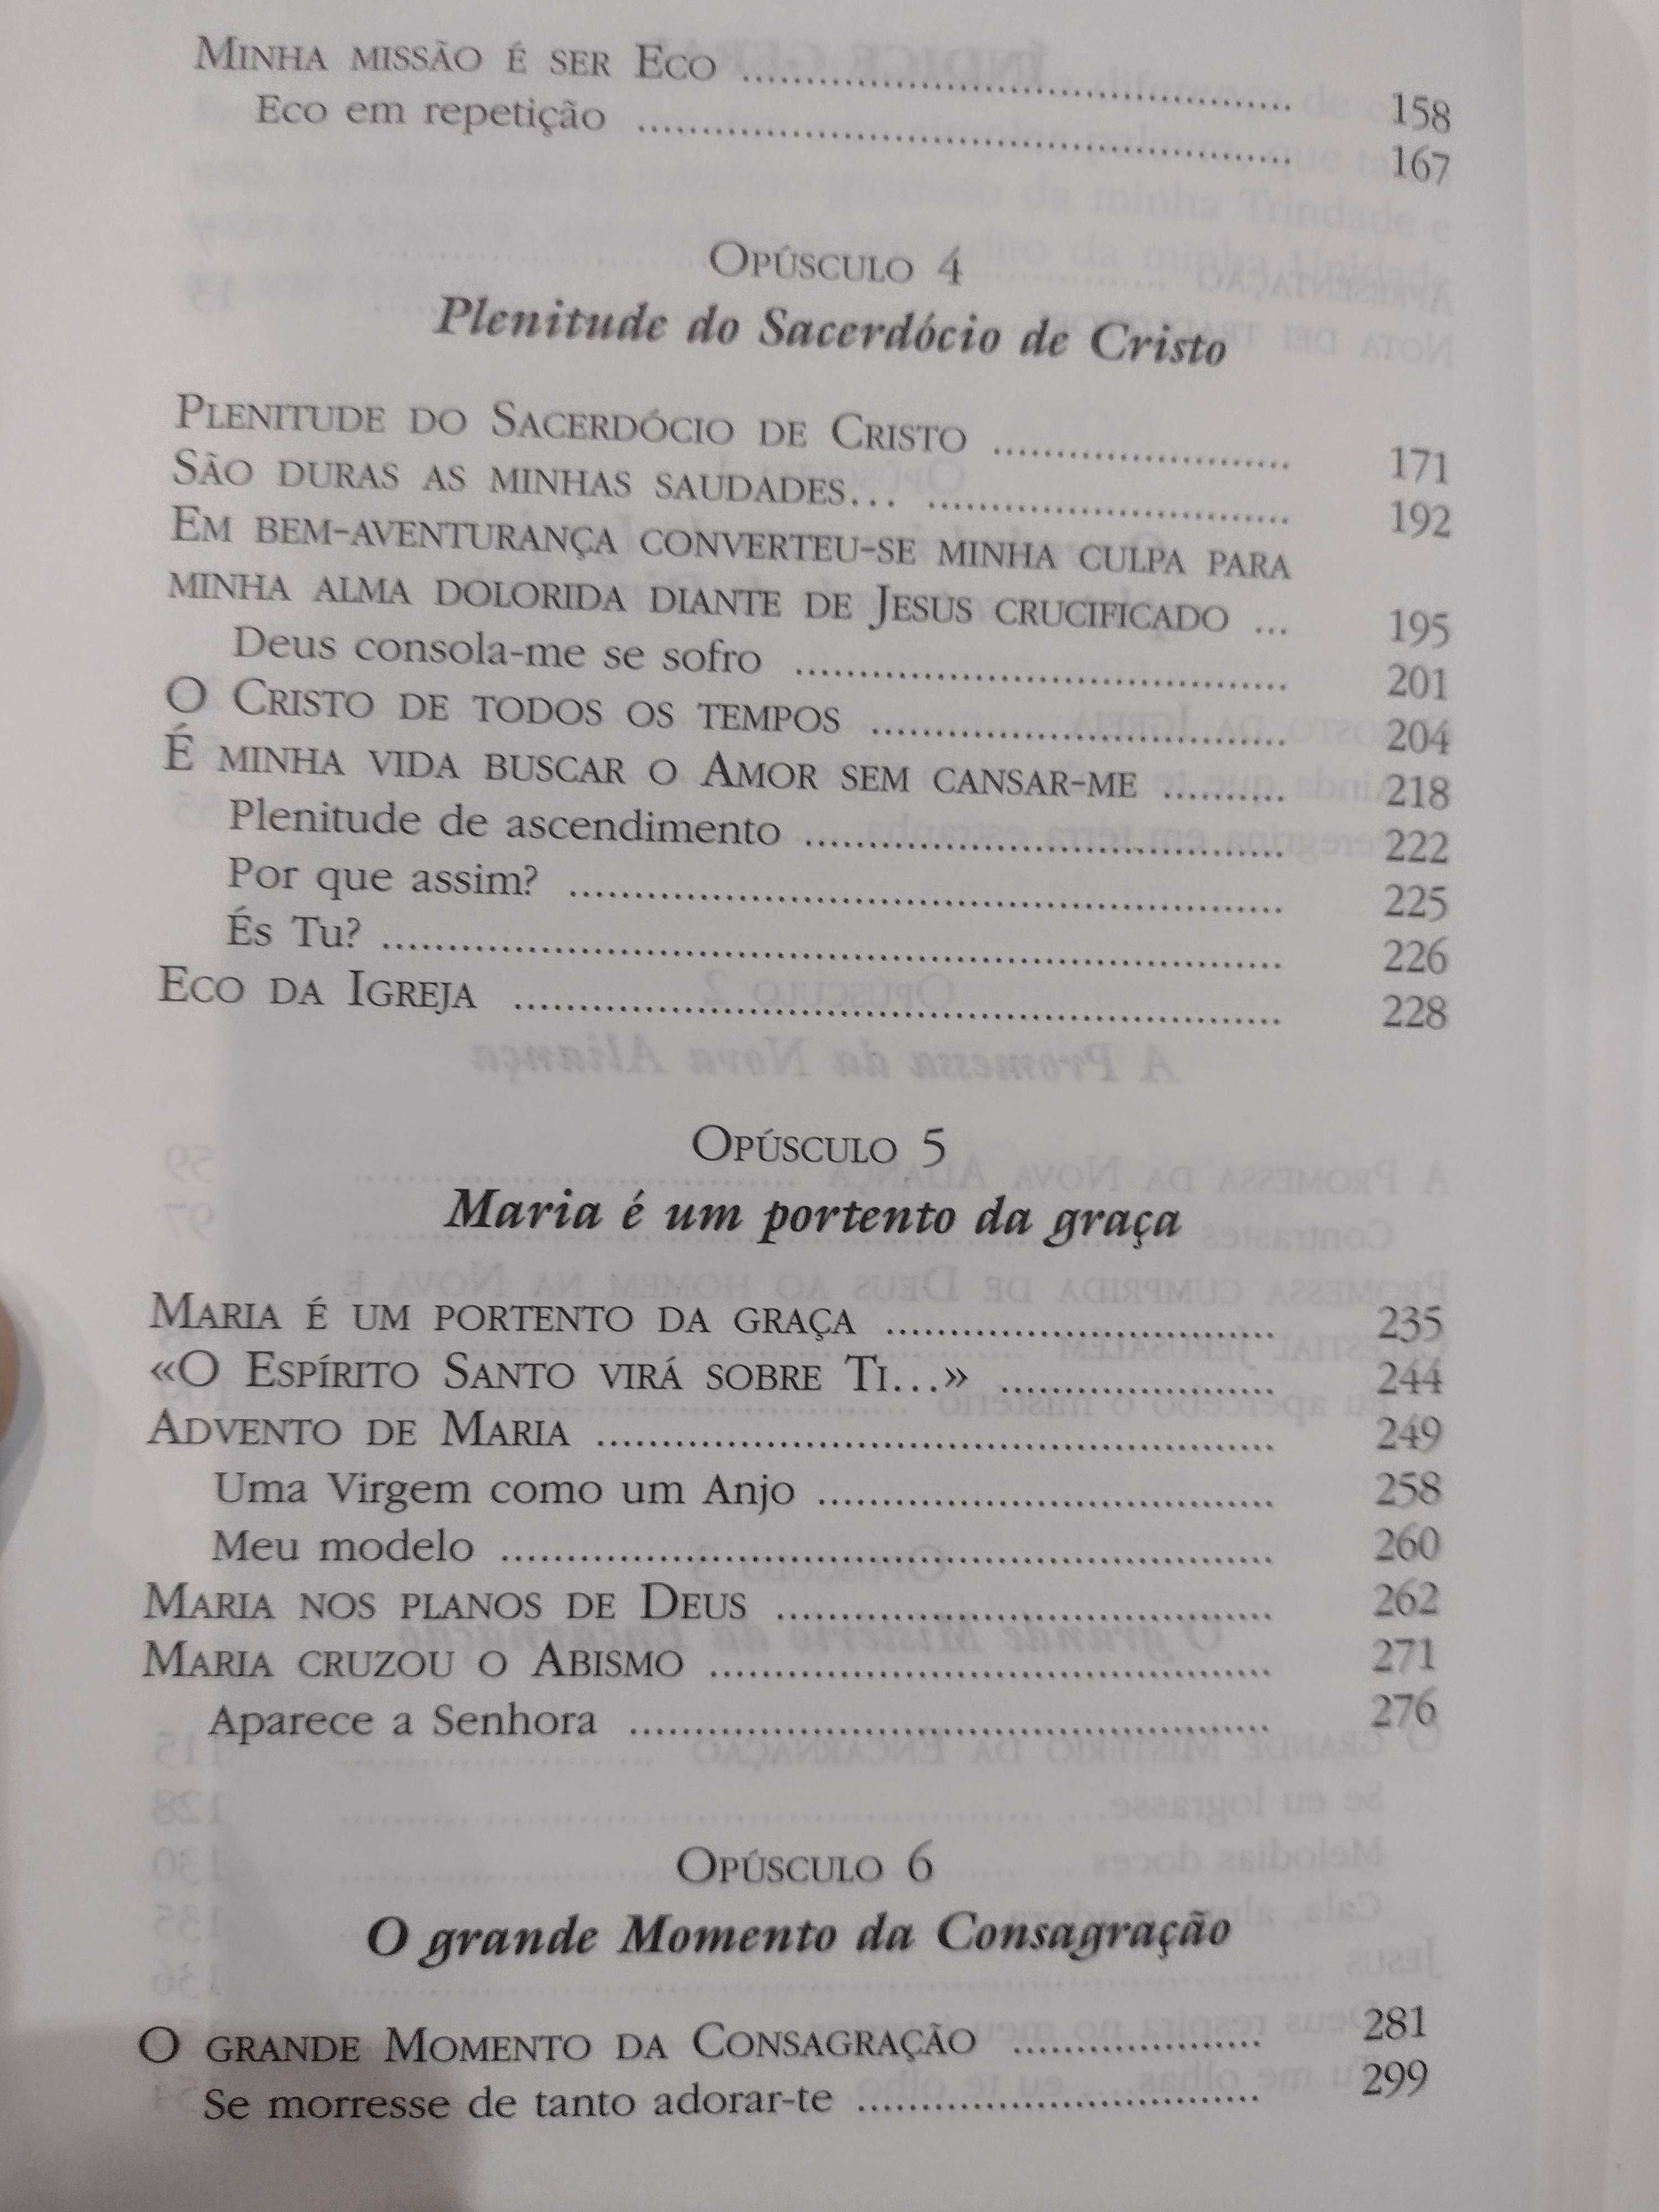 Minha missão é ser Eco ........................................... 158
Eco em repetição ................................................... 167
Opúsculo 4
Plenitude do Sacerdócio de Cristo
Plenitude do Sacerdócio de Cristo ....................... 171
São duras as minhas saudades... ............................ 192
Em bem-aventurança converteu-se minha culpa para
minha alma dolorida diante de Jesus crucificado ... 195
Deus consola-me se sofro ...................................... 201
O Cristo de todos os tempos ................................ 204
É minha vida buscar o Amor sem cansar-me .......... 218
Plenitude de ascendimento ..................................... 222
Por que assim? ........................................................ 225
És Tu? ...................................................................... 226
Eco da Igreja ............................................................ 228
Opúsculo 5
Maria é um portento da graça
Maria é um portento da graça .............................. 235
«O Espírito Santo virá sobre Ti...» ...................... 244
Advento de Maria ..................................................... 249
Uma Virgem como um Anjo ................................... 258
Meu modelo ............................................................ 260
Maria nos planos de Deus ...................................... 262
Maria cruzou o Abismo ............................................ 271
Aparece a Senhora .................................................. 276
Opúsculo 6
O grande Momento da Consagração
O grande Momento da Consagração ................... 281
Se morresse de tanto adorar-te ............................... 299